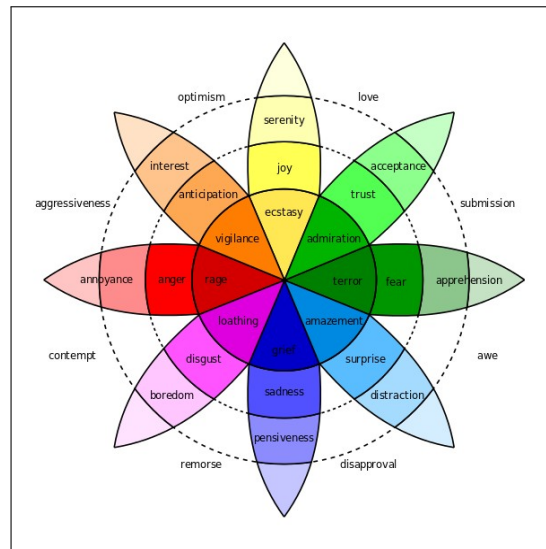 optimism
love
serenity
interest
joy
acceptance
anticipation
trust
aggressiveness
submission
ecstasy
vigilance
admiration
annoyance
anger
rage
terror
fear
apprehension
loathing
amazement
grief
contempt
awe
disgust
surprise
boredom
sadness
distraction
pensiveness
remorse
disapproval